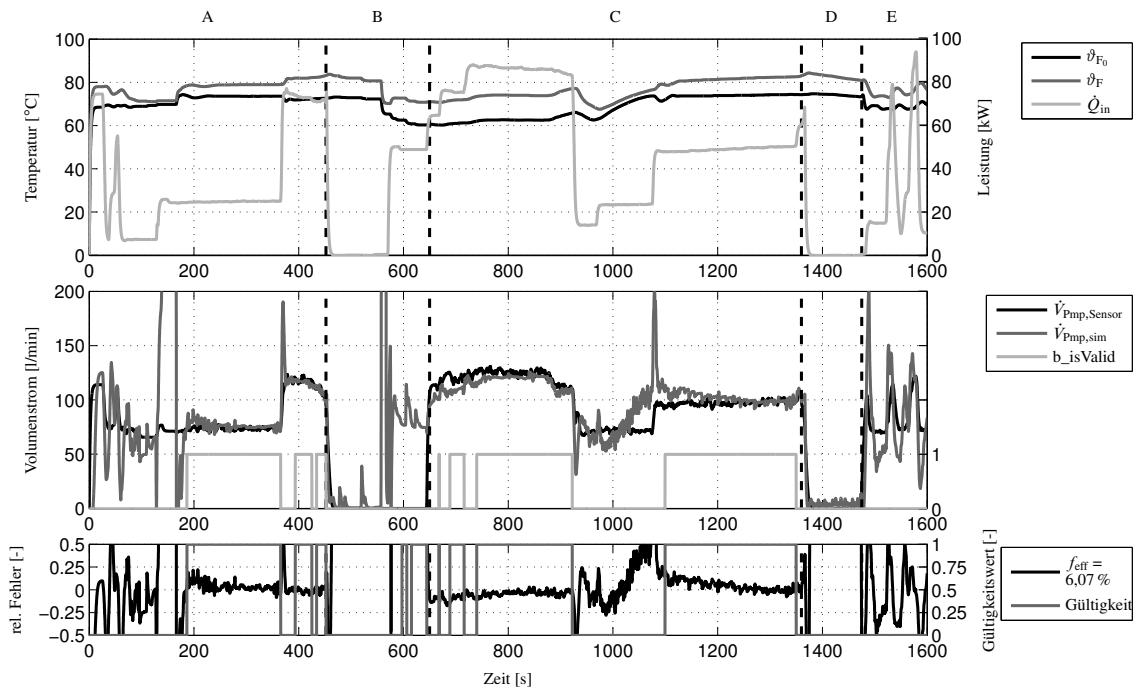 A B C D E
100 100
80 80
60 60
40 40
20 20
0 0
0 200 400 600 800 1000 1200 1400 1600
Temperatur [°C]
Leistung [kW]
ϑF₀
ϑF
Q̇in
200
150
100
50 1
0 0
0 200 400 600 800 1000 1200 1400 1600
Volumenstrom [l/min]
V̇Pmp,Sensor
V̇Pmp,sim
b_isValid
0.5 1
0.25 0.75
0 0.5
−0.25 0.25
−0.5 0
0 200 400 600 800 1000 1200 1400 1600
rel. Fehler [-]
Gültigkeitswert [-]
feff =
6,07 %
Gültigkeit
Zeit [s]